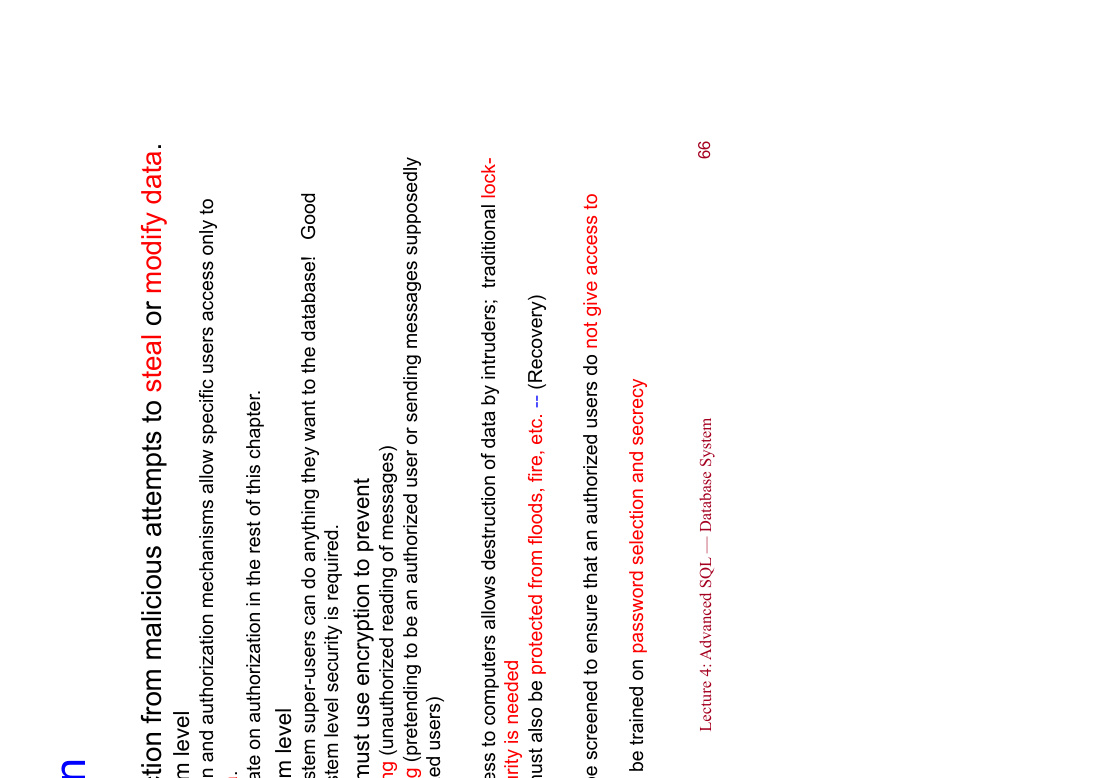 n
ction from malicious attempts to steal or modify data.
m level
n and authorization mechanisms allow specific users access only to
d.
ate on authorization in the rest of this chapter.
m level
stem super-users can do anything they want to the database!   Good
stem level security is required.
must use encryption to prevent
ng (unauthorized reading of messages)
g (pretending to be an authorized user or sending messages supposedly
ed users)
ess to computers allows destruction of data by intruders;  traditional lock-
urity is needed
ust also be protected from floods, fire, etc. -- (Recovery)
be screened to ensure that an authorized users do not give access to
be trained on password selection and secrecy
Lecture 4: Advanced SQL — Database System
66